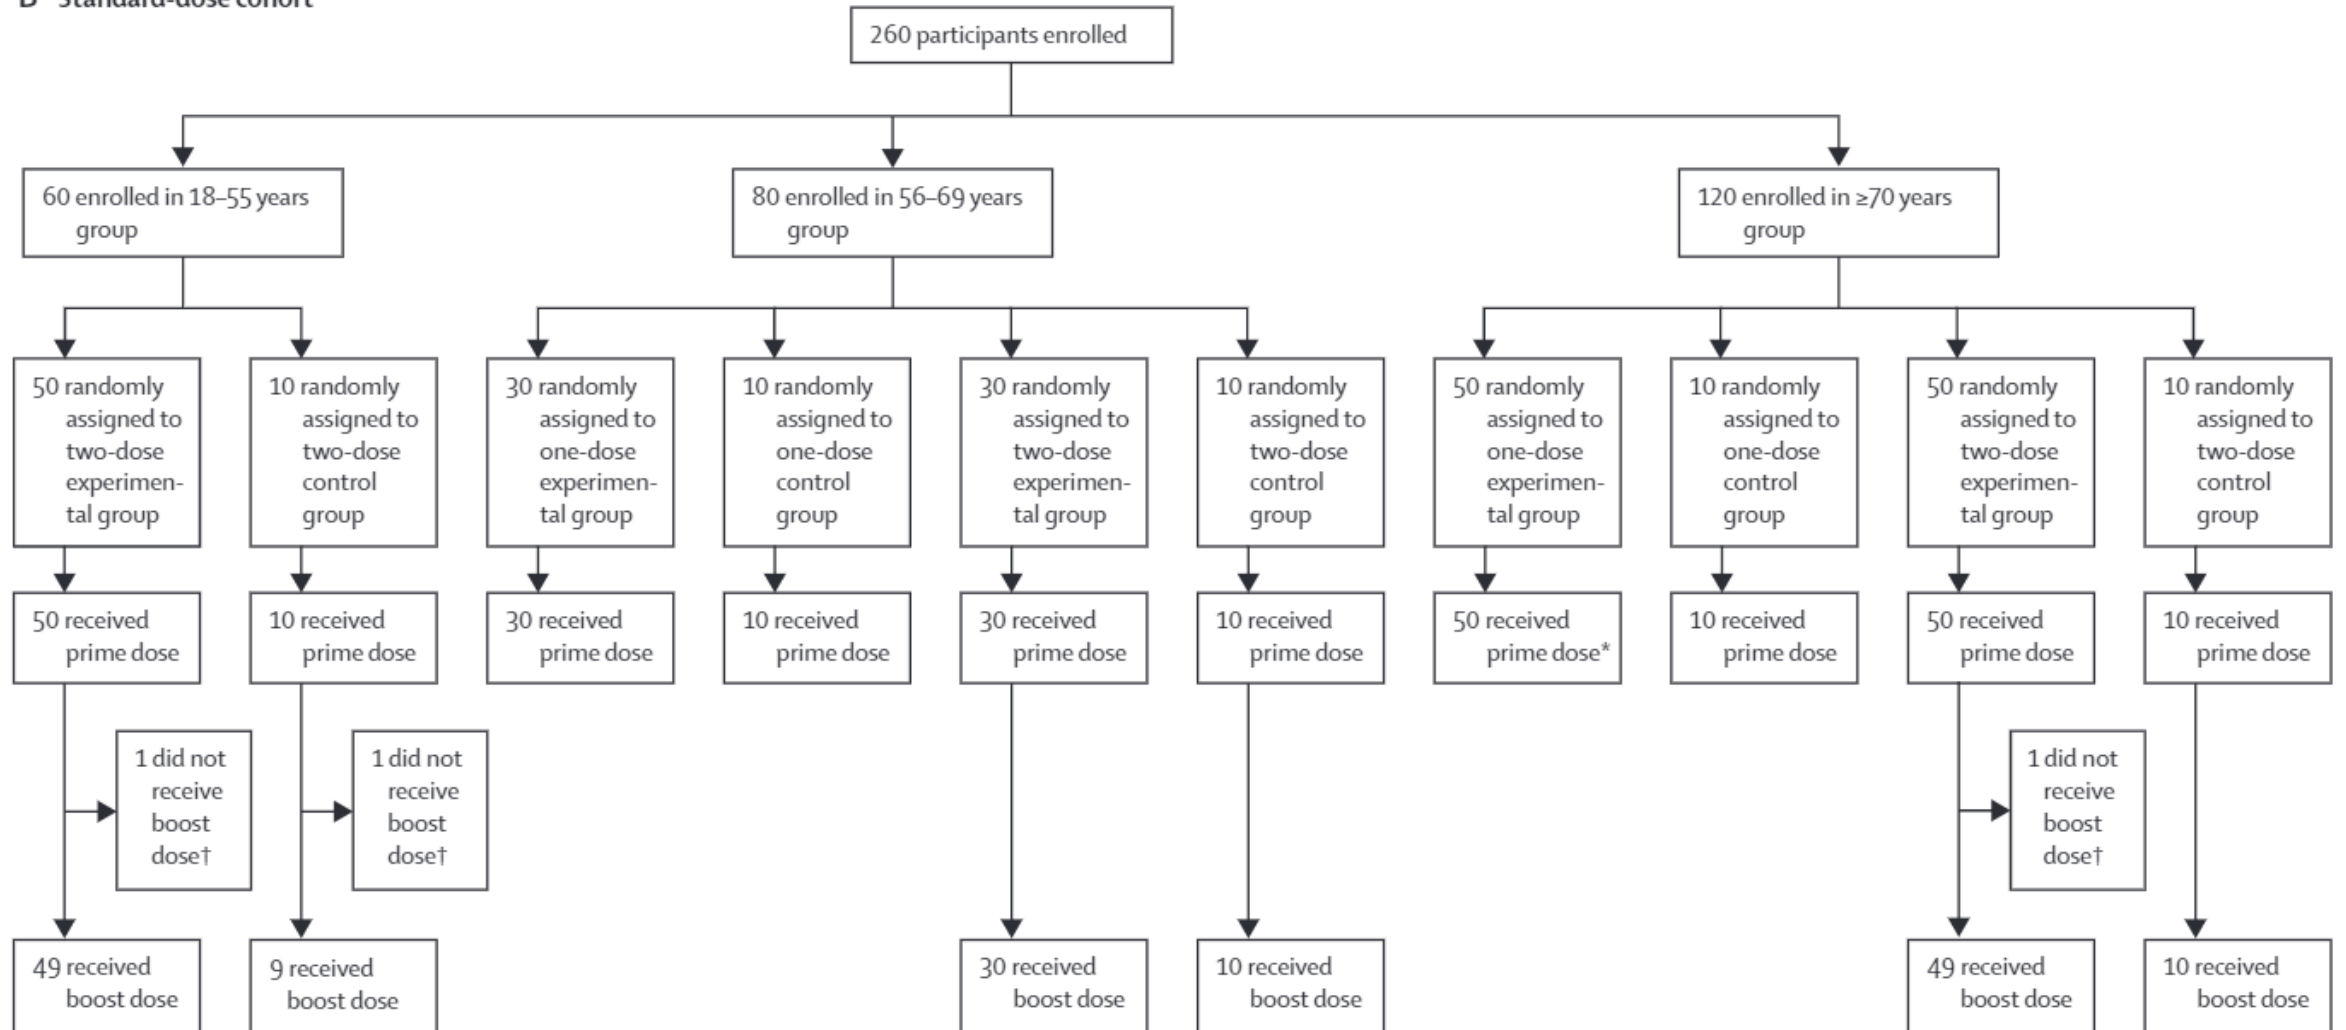 Standard-dose cohort
260 participants enrolled
60 enrolled in 18–55 years
group
80 enrolled in 56–69 years
group
120 enrolled in ≥70 years
group
50 randomly
assigned to
two-dose
experimen-
tal group
10 randomly
assigned to
two-dose
control
group
30 randomly
assigned to
one-dose
experimen-
tal group
10 randomly
assigned to
one-dose
control
group
30 randomly
assigned to
two-dose
experimen-
tal group
10 randomly
assigned to
two-dose
control
group
50 randomly
assigned to
one-dose
experimen-
tal group
10 randomly
assigned to
one-dose
control
group
50 randomly
assigned to
two-dose
experimen-
tal group
10 randomly
assigned to
two-dose
control
group
50 received
prime dose
10 received
prime dose
30 received
prime dose
10 received
prime dose
30 received
prime dose
10 received
prime dose
50 received
prime dose*
10 received
prime dose
50 received
prime dose
10 received
prime dose
1 did not
receive
boost
dose†
1 did not
receive
boost
dose†
1 did not
receive
boost
dose†
49 received
boost dose
9 received
boost dose
30 received
boost dose
10 received
boost dose
49 received
boost dose
10 received
boost dose